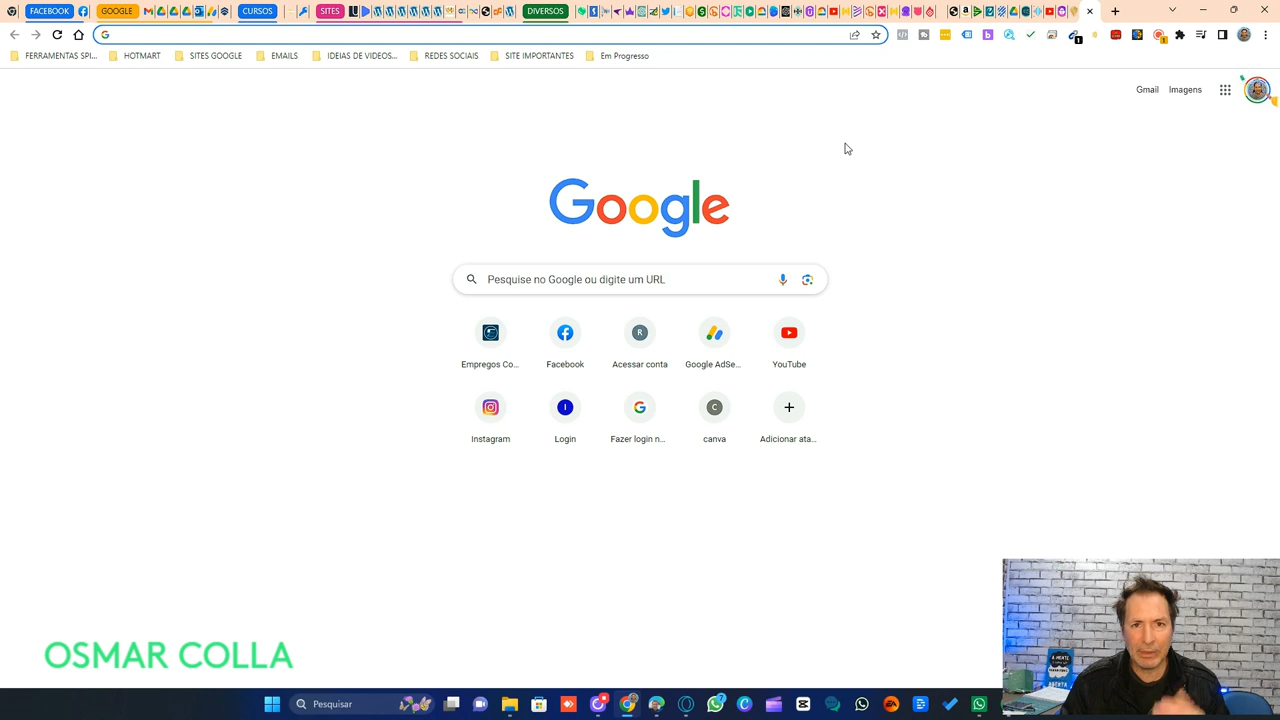 FACEBOOK GOOGLE CURSOS SITES DIVERSOS
FERRAMENTAS SPI... HOTMART SITES GOOGLE EMAILS IDEIAS DE VIDEOS... REDES SOCIAIS SITE IMPORTANTES Em Progresso
Gmail Imagens
Google
Pesquise no Google ou digite um URL
Empregos Co... Facebook Acessar conta Google AdSe... YouTube
Instagram Login Fazer login n... canva Adicionar ata...
OSMAR COLLA
Pesquisar